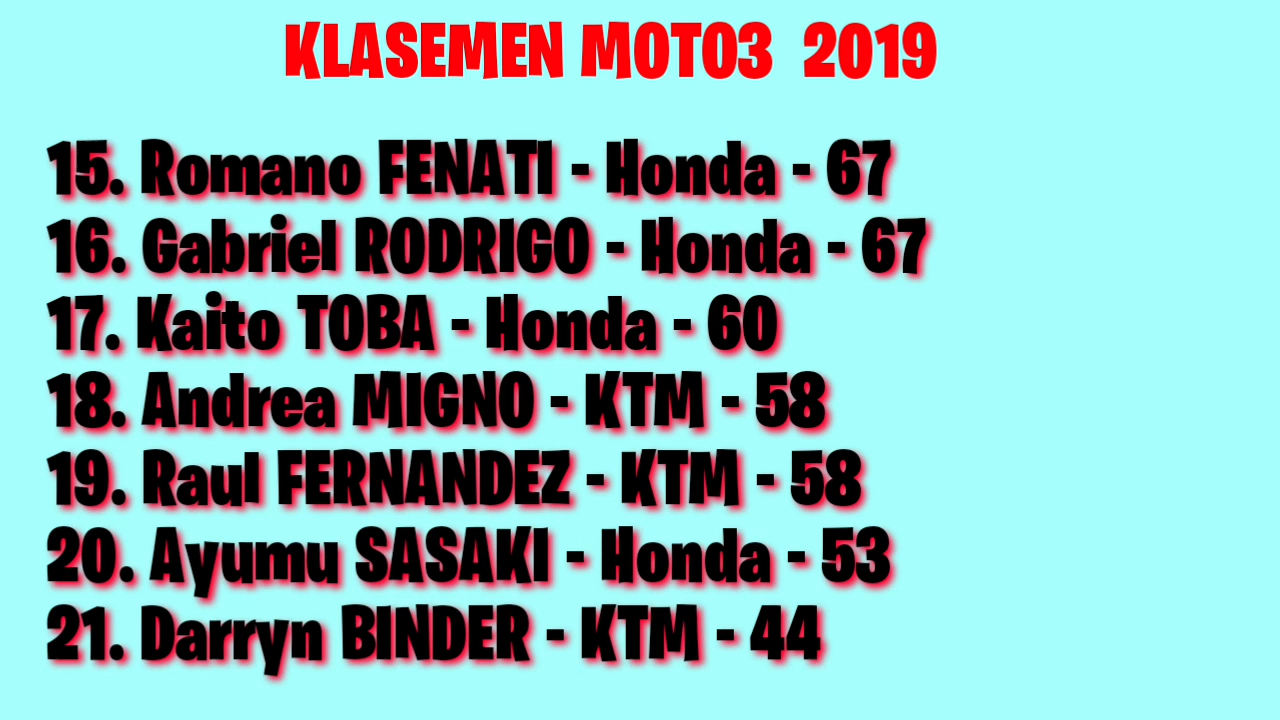 KLASEMEN MOTO3 2019
15. Romano FENATI - Honda - 67
16. Gabriel RODRIGO - Honda - 67
17. Kaito TOBA - Honda - 60
18. Andrea MIGNO - KTM - 58
19. Raul FERNANDEZ - KTM - 58
20. Ayumu SASAKI - Honda - 53
21. Darryn BINDER - KTM - 44